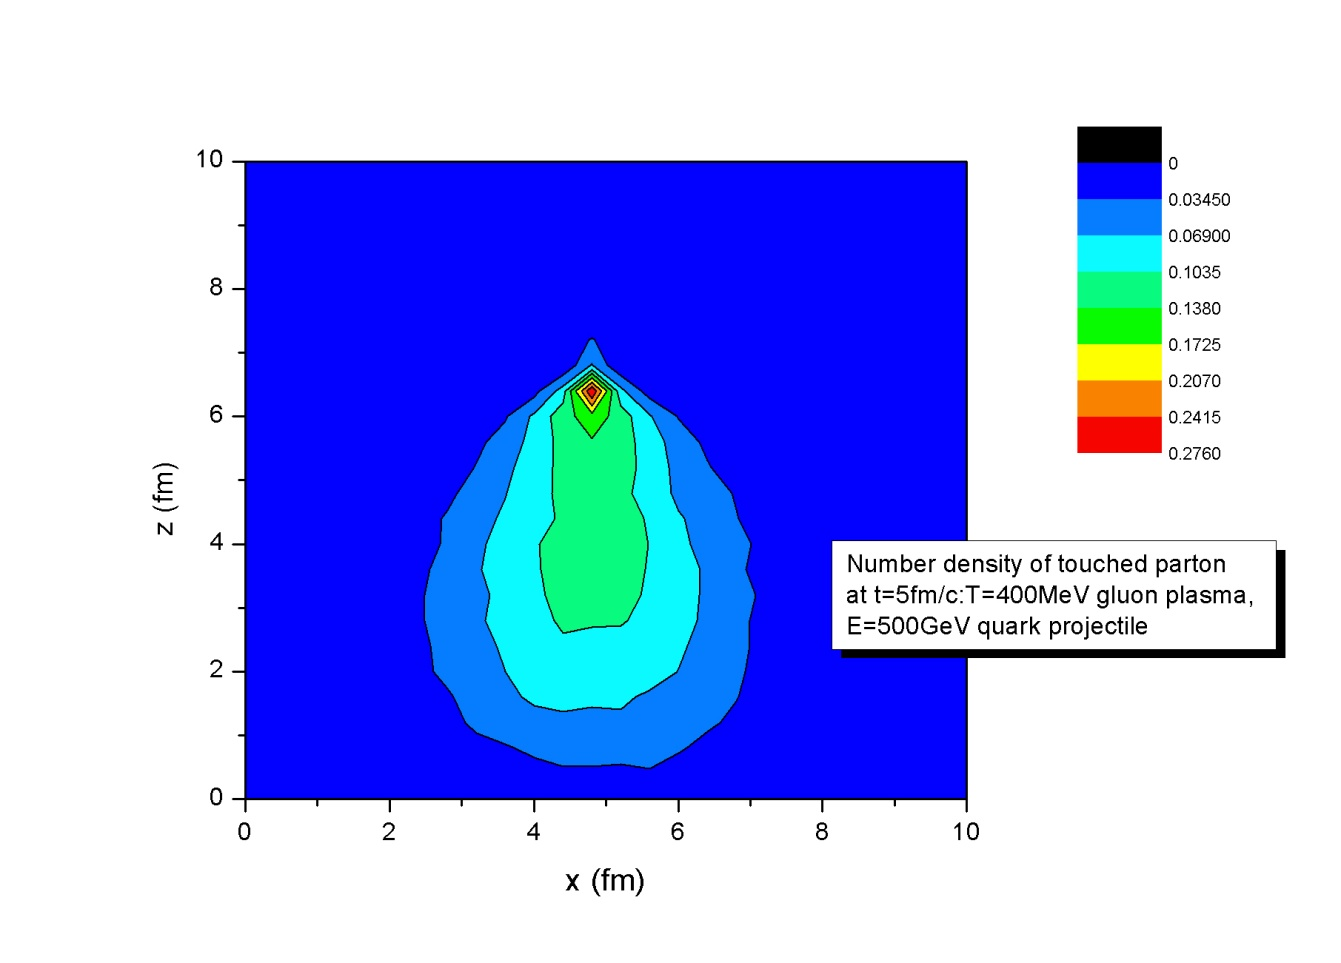 0
0.03450
0.06900
0.1035
0.1380
0.1725
0.2070
0.2415
0.2760
10
8
6
4
2
0
z (fm)
Number density of touched parton
at t=5fm/c:T=400MeV gluon plasma,
E=500GeV quark projectile
0 2 4 6 8 10
x (fm)